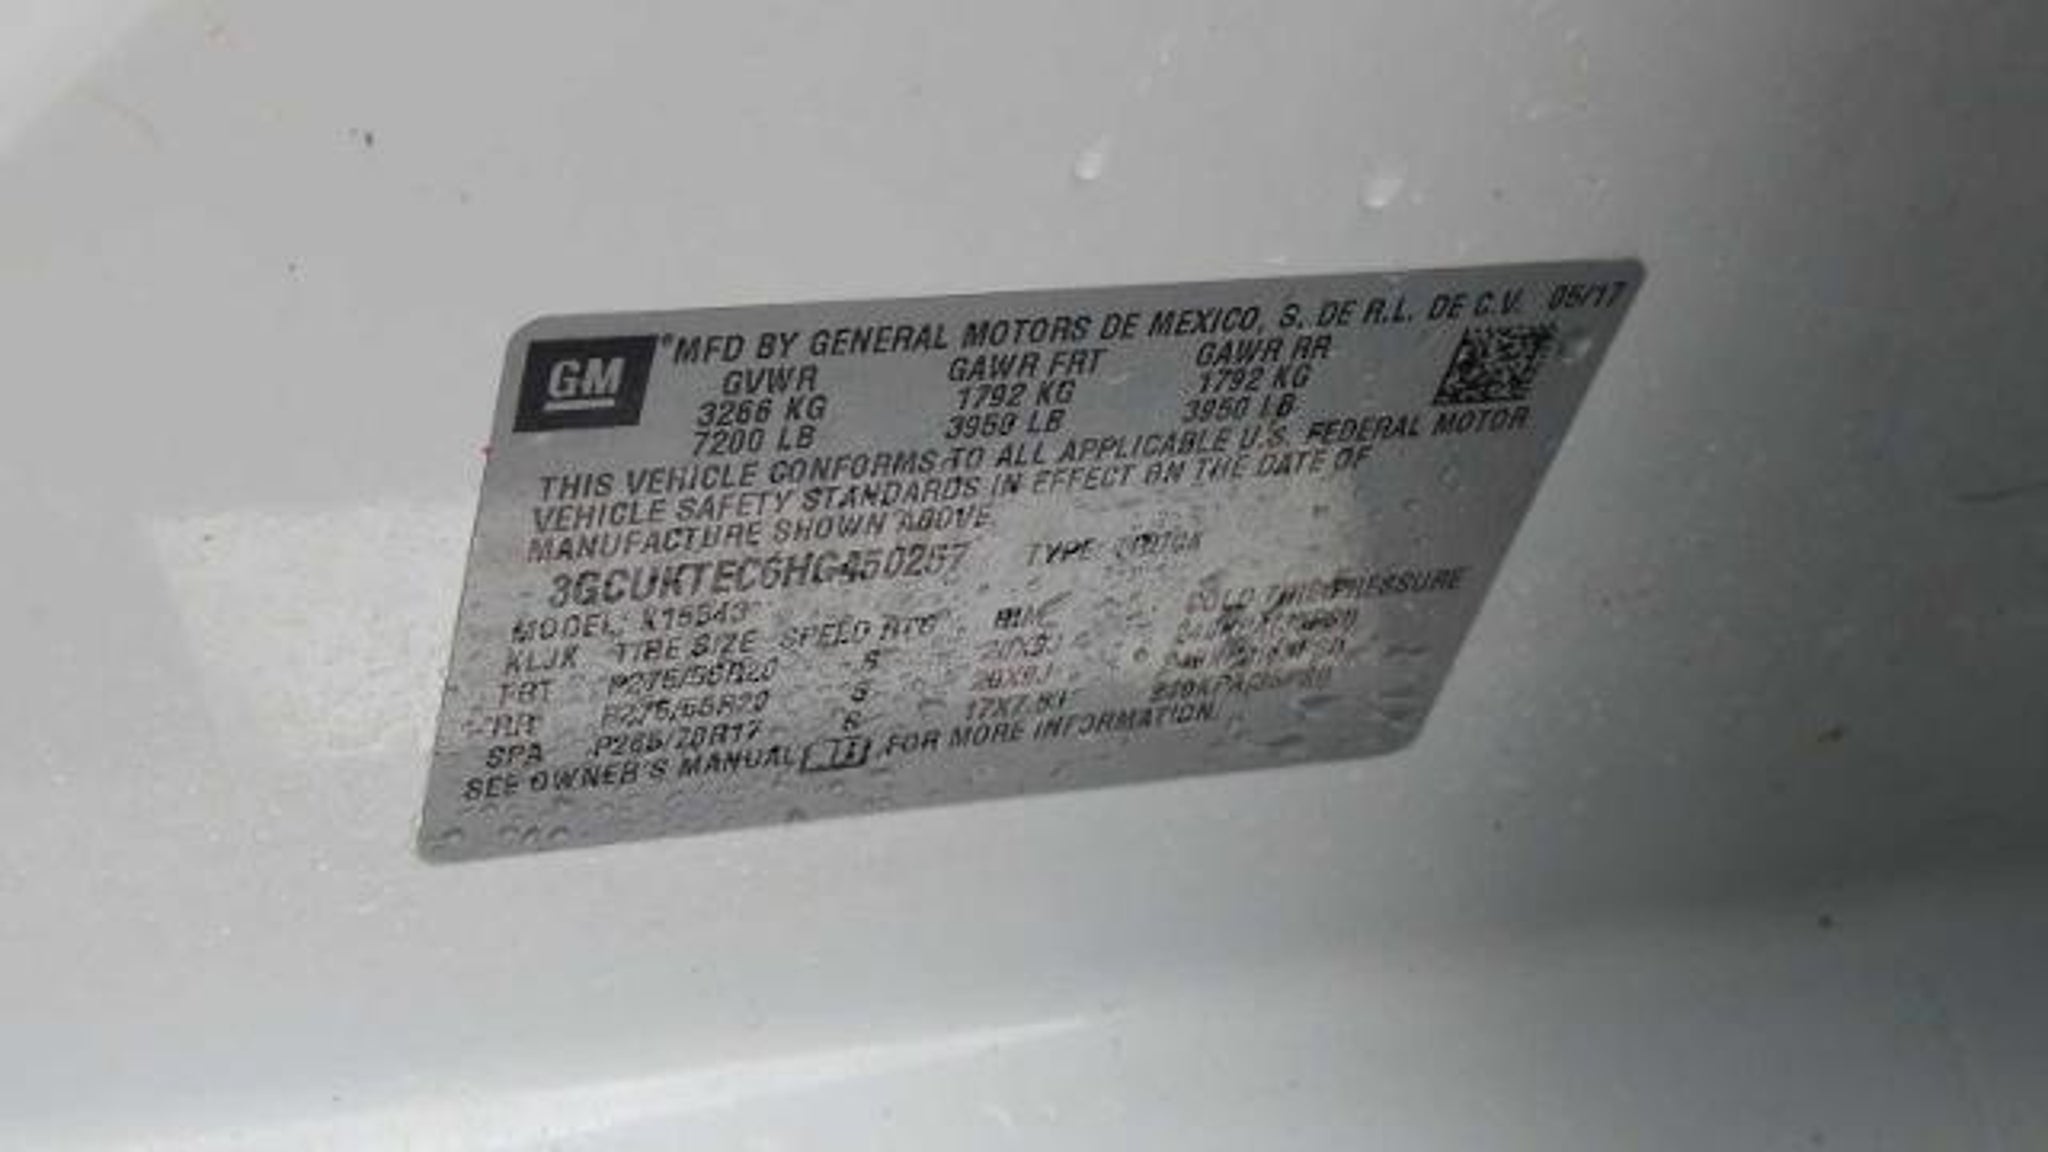 GM ® MFD BY GENERAL MOTORS DE MEXICO, S. DE R.L. DE C.V. 05/17
GVWR GAWR FRT GAWR RR
3266 KG 1792 KG 1792 KG
7200 LB 3950 LB 3950 LB
THIS VEHICLE CONFORMS TO ALL APPLICABLE U.S. FEDERAL MOTOR
VEHICLE SAFETY STANDARDS IN EFFECT ON THE DATE OF
MANUFACTURE SHOWN ABOVE.
TYPE:
MODEL: K15543
TIRE SIZE SPEED RTG RIM COLD TIRE PRESSURE
FRT P275/55R20 S 20X9J
RR P275/55R20 S 20X9J
SPA P265/70R17 S
SEE OWNER'S MANUAL FOR MORE INFORMATION.